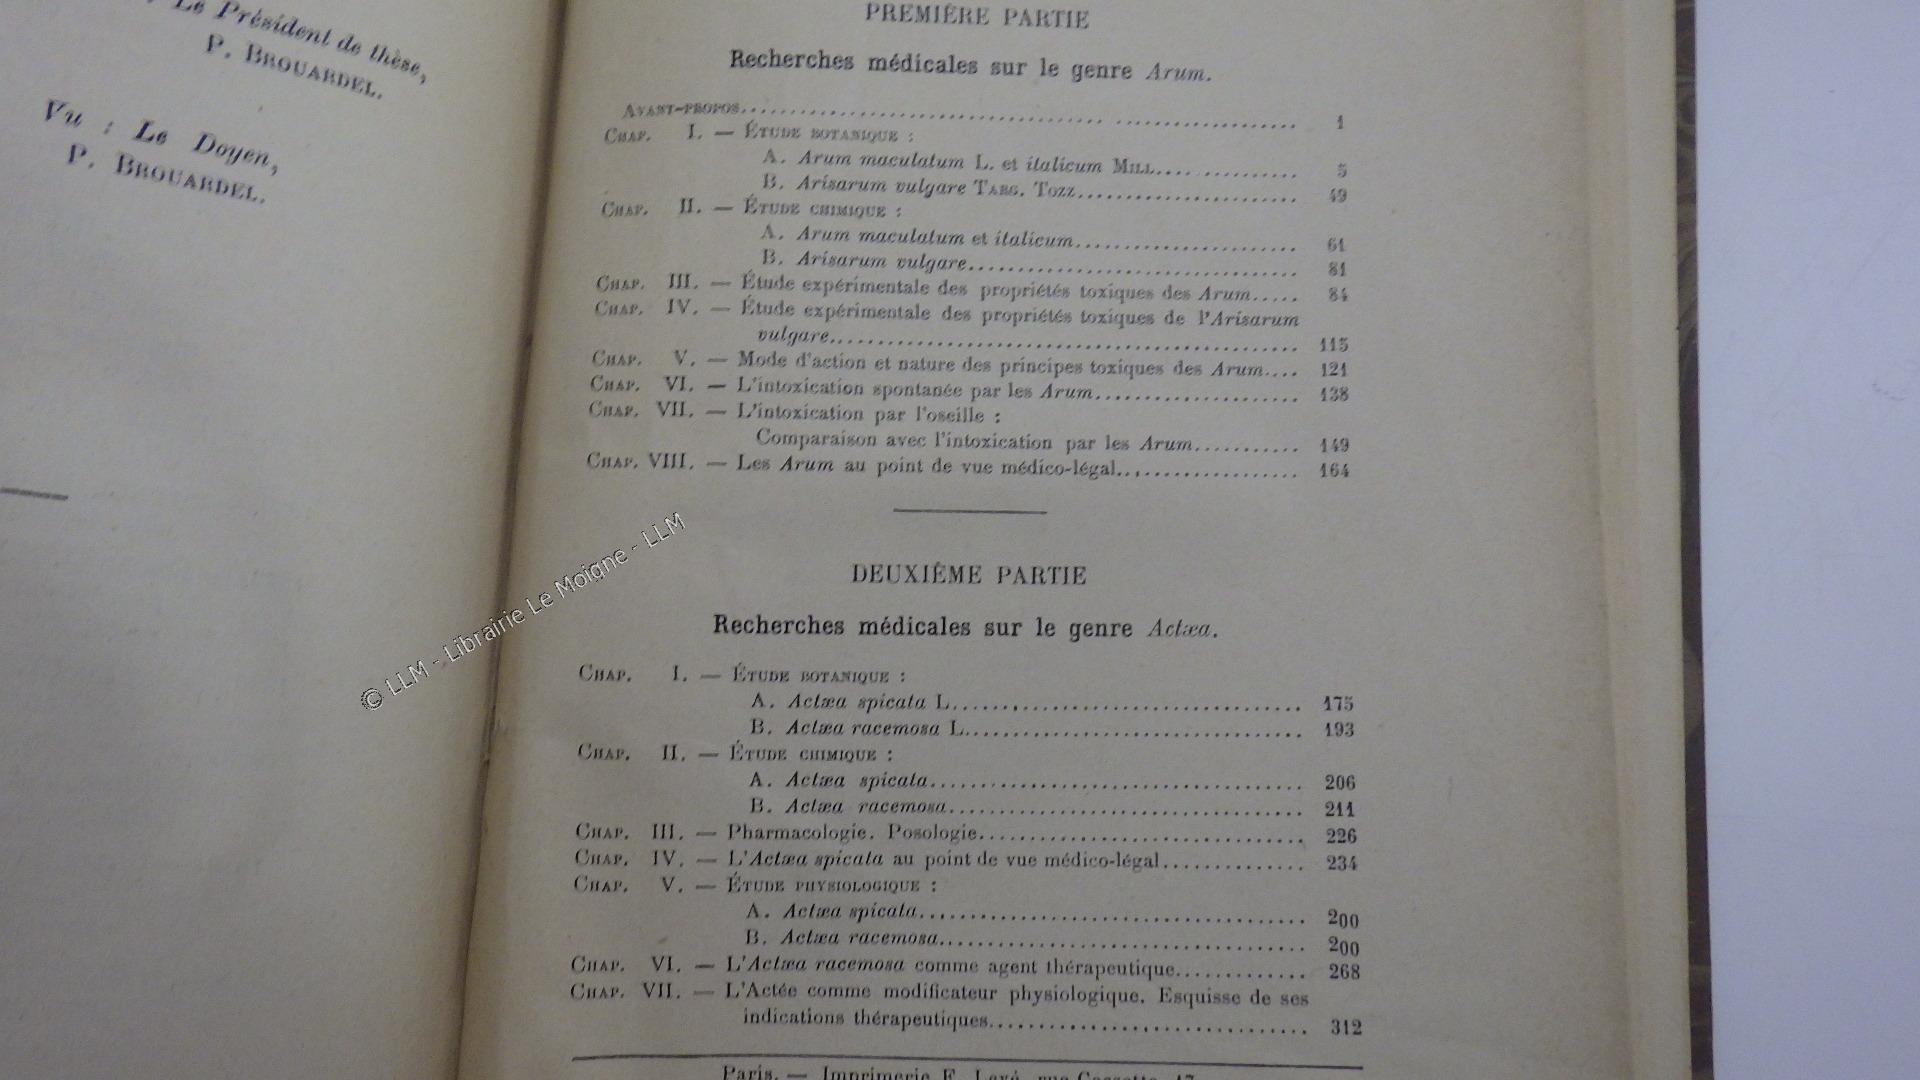 Le Président de thèse,
P. BROUARDEL.
Vu : Le Doyen,
P. BROUARDEL.
PREMIÈRE PARTIE
Recherches médicales sur le genre Arum.
AVANT-PROPOS.......... 1
CHAP. I. — ÉTUDE BOTANIQUE :
A. Arum maculatum L. et italicum MILL.......... 5
B. Arisarum vulgare TARG. TOZZ.......... 49
CHAP. II. — ÉTUDE CHIMIQUE :
A. Arum maculatum et italicum.......... 61
B. Arisarum vulgare.......... 81
CHAP. III. — Étude expérimentale des propriétés toxiques des Arum..... 84
CHAP. IV. — Étude expérimentale des propriétés toxiques de l'Arisarum
vulgare.......... 115
CHAP. V. — Mode d'action et nature des principes toxiques des Arum.... 121
CHAP. VI. — L'intoxication spontanée par les Arum.......... 138
CHAP. VII. — L'intoxication par l'oseille :
Comparaison avec l'intoxication par les Arum.......... 149
CHAP. VIII. — Les Arum au point de vue médico-légal.......... 164
DEUXIÈME PARTIE
Recherches médicales sur le genre Actæa.
CHAP. I. — ÉTUDE BOTANIQUE :
A. Actæa spicata L.......... 175
B. Actæa racemosa L.......... 193
CHAP. II. — ÉTUDE CHIMIQUE :
A. Actæa spicata.......... 206
B. Actæa racemosa.......... 211
CHAP. III. — Pharmacologie. Posologie.......... 226
CHAP. IV. — L'Actæa spicata au point de vue médico-légal.......... 234
CHAP. V. — ÉTUDE PHYSIOLOGIQUE :
A. Actæa spicata.......... 200
B. Actæa racemosa.......... 200
CHAP. VI. — L'Actæa racemosa comme agent thérapeutique.......... 268
CHAP. VII. — L'Actée comme modificateur physiologique. Esquisse de ses
indications thérapeutiques.......... 312
Paris. — Imprimerie F. Levé, rue Cassette, 17.
© LLM - Librairie Le Moigne - LLM